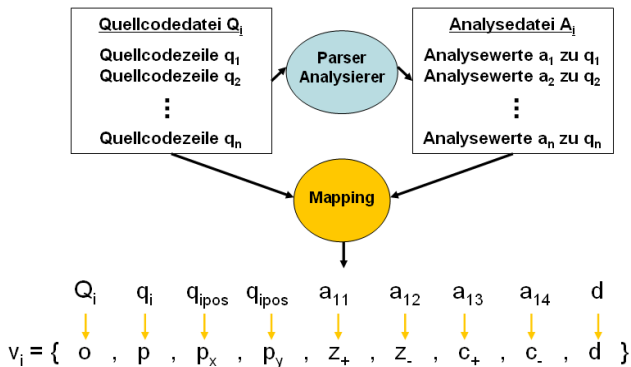 Quellcodedatei Qi
Quellcodezeile q1
Quellcodezeile q2
⋮
Quellcodezeile qn
Parser
Analysierer
Analysedatei Ai
Analysewerte a1 zu q1
Analysewerte a2 zu q2
⋮
Analysewerte an zu qn
Mapping
Qi qi qipos qipos a11 a12 a13 a14 d
vi = { o , p , px , py , z+ , z- , c+ , c- , d }